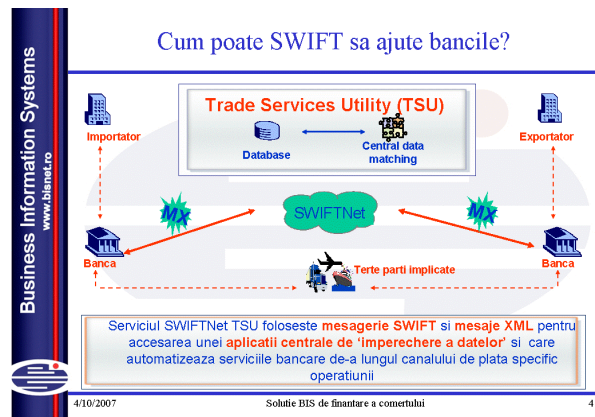 Cum poate SWIFT sa ajute bancile?
Business Information Systems
www.bisnet.ro
Trade Services Utility (TSU)
Database
Central data
matching
Importator
Exportator
MX
SWIFTNet
MX
Banca
Terte parti implicate
Banca
Serviciul SWIFTNet TSU foloseste mesagerie SWIFT si mesaje XML pentru
accesarea unei aplicatii centrale de ‘imperechere a datelor’ si care
automatizeaza serviciile bancare de-a lungul canalului de plata specific
operatiunii
4/10/2007
Solutie BIS de finantare a comertului
4